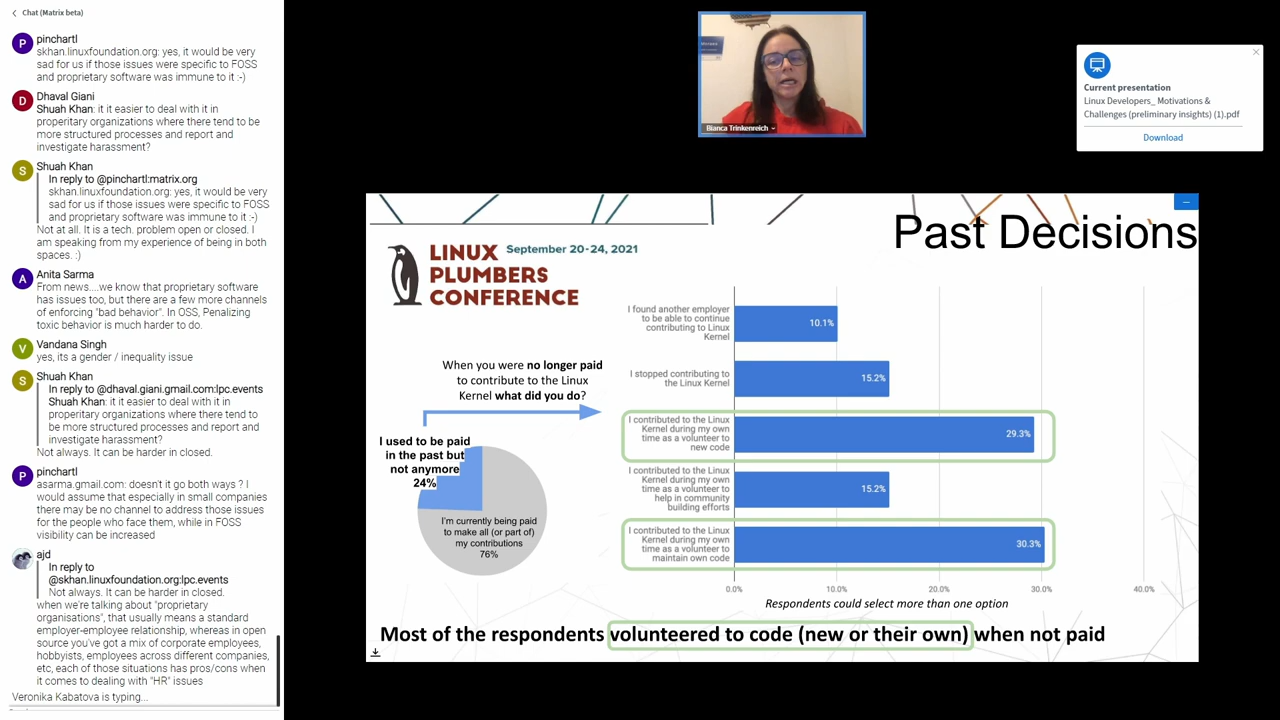 Chat (Matrix beta)
P
pinchartl
skhan.linuxfoundation.org: yes, it would be very
sad for us if those issues were specific to FOSS
and proprietary software was immune to it :-)
D
Dhaval Giani
Shuah Khan: it it easier to deal with it in
properitary organizations where there tend to be
more structured processes and report and
investigate harassment?
S
Shuah Khan
In reply to @pinchartl:matrix.org
skhan.linuxfoundation.org: yes, it would be very
sad for us if those issues were specific to FOSS
and proprietary software was immune to it :-)
Not at all. It is a tech. problem open or closed. I
am speaking from my experience of being in both
spaces. :)
A
Anita Sarma
From news....we know that proprietary software
has issues too, but there are a few more channels
of enforcing "bad behavior". In OSS, Penalizing
toxic behavior is much harder to do.
V
Vandana Singh
yes, its a gender / inequality issue
S
Shuah Khan
In reply to @dhaval.giani.gmail.com:lpc.events
Shuah Khan: it it easier to deal with it in
properitary organizations where there tend to
be more structured processes and report and
investigate harassment?
Not always. It can be harder in closed.
P
pinchartl
asarma.gmail.com: doesn't it go both ways ? I
would assume that especially in small companies
there may be no channel to address those issues
for the people who face them, while in FOSS
visibility can be increased
ajd
In reply to
@skhan.linuxfoundation.org:lpc.events
Not always. It can be harder in closed.
when we're talking about "proprietary
organisations", that usually means a standard
employer-employee relationship, whereas in open
source you've got a mix of corporate employees,
hobbyists, employees across different companies,
etc, each of those situations has pros/cons when
it comes to dealing with "HR" issues
Veronika Kabatova is typing...
Bianca Trinkenreich
Current presentation
Linux Developers_ Motivations &
Challenges (preliminary insights) (1).pdf
Download
Past Decisions
LINUX
PLUMBERS
CONFERENCE
September 20-24, 2021
When you were no longer paid
to contribute to the Linux
Kernel what did you do?
I used to be paid
in the past but
not anymore
24%
I'm currently being paid
to make all (or part of)
my contributions
76%
I found another employer
to be able to continue
contributing to Linux
Kernel
10.1%
I stopped contributing to
the Linux Kernel
15.2%
I contributed to the Linux
Kernel during my own
time as a volunteer to
new code
29.3%
I contributed to the Linux
Kernel during my own
time as a volunteer to
help in community
building efforts
15.2%
I contributed to the Linux
Kernel during my own
time as a volunteer to
maintain own code
30.3%
0.0% 10.0% 20.0% 30.0% 40.0%
Respondents could select more than one option
Most of the respondents volunteered to code (new or their own) when not paid